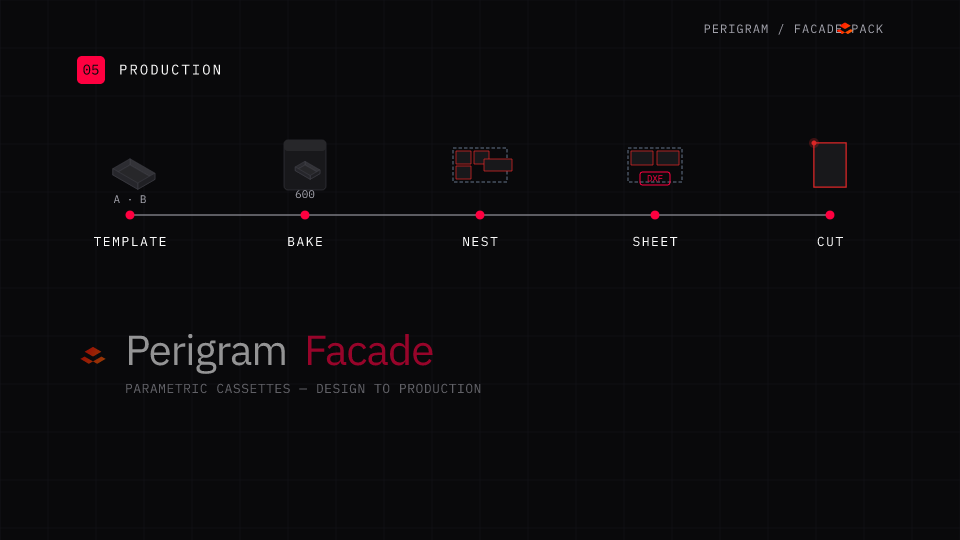 PERIGRAM / FACADE PACK
05 PRODUCTION
A · B
600
DXF
TEMPLATE
BAKE
NEST
SHEET
CUT
Perigram Facade
PARAMETRIC CASSETTES — DESIGN TO PRODUCTION